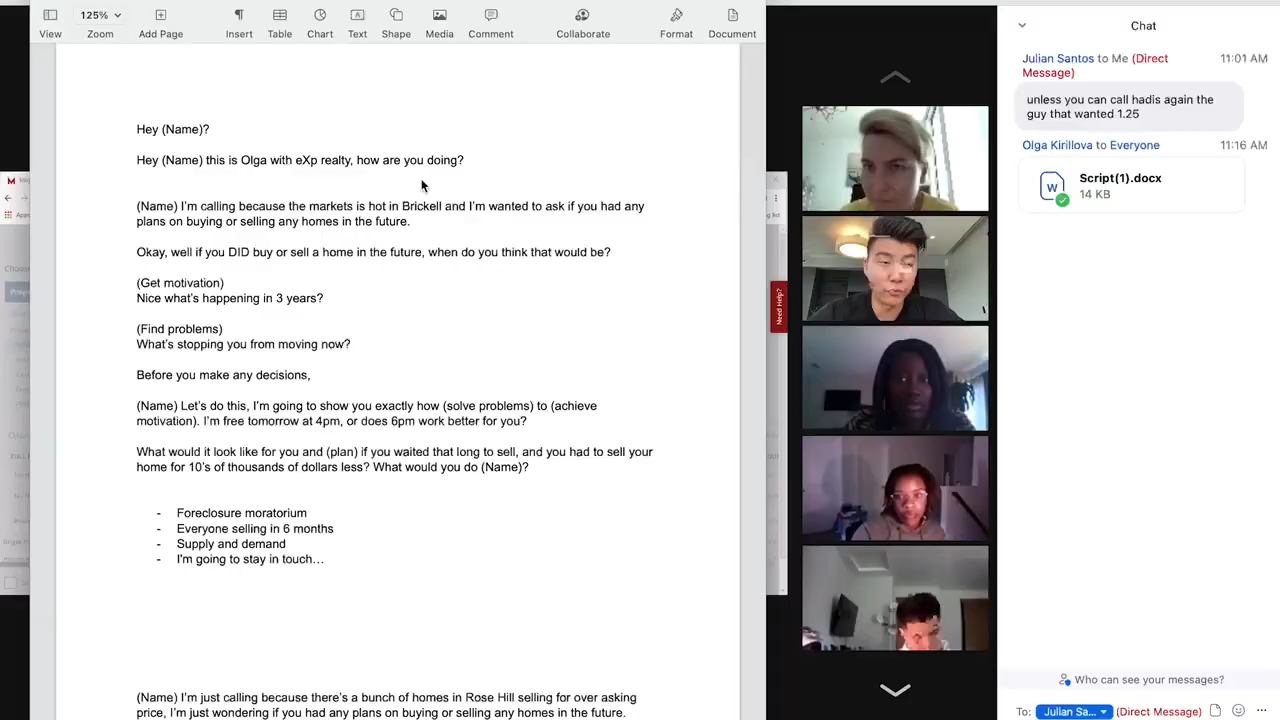 125%
View
Zoom
Add Page
Insert
Table
Chart
Text
Shape
Media
Comment
Collaborate
Format
Document
Hey (Name)?
Hey (Name) this is Olga with eXp realty, how are you doing?
(Name) I'm calling because the markets is hot in Brickell and I'm wanted to ask if you had any
plans on buying or selling any homes in the future.
Okay, well if you DID buy or sell a home in the future, when do you think that would be?
(Get motivation)
Nice what's happening in 3 years?
(Find problems)
What's stopping you from moving now?
Before you make any decisions,
(Name) Let's do this, I'm going to show you exactly how (solve problems) to (achieve
motivation). I'm free tomorrow at 4pm, or does 6pm work better for you?
What would it look like for you and (plan) if you waited that long to sell, and you had to sell your
home for 10's of thousands of dollars less? What would you do (Name)?
- Foreclosure moratorium
- Everyone selling in 6 months
- Supply and demand
- I'm going to stay in touch…
(Name) I'm just calling because there's a bunch of homes in Rose Hill selling for over asking
price, I'm just wondering if you had any plans on buying or selling any homes in the future.
Need Help?
Chat
Julian Santos to Me (Direct
Message)
11:01 AM
unless you can call hadis again the
guy that wanted 1.25
Olga Kirillova to Everyone
11:16 AM
W
Script(1).docx
14 KB
Who can see your messages?
To: Julian Sa... (Direct Message)